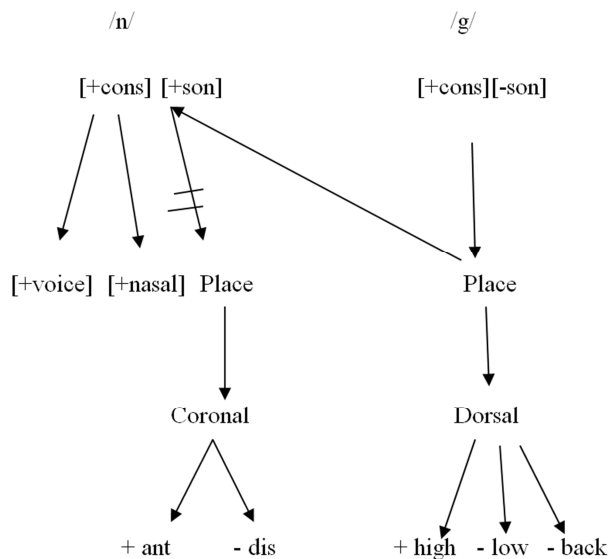 /n/ /g/
[+cons] [+son] [+cons][-son]
[+voice] [+nasal] Place Place
Coronal Dorsal
+ ant - dis + high - low - back